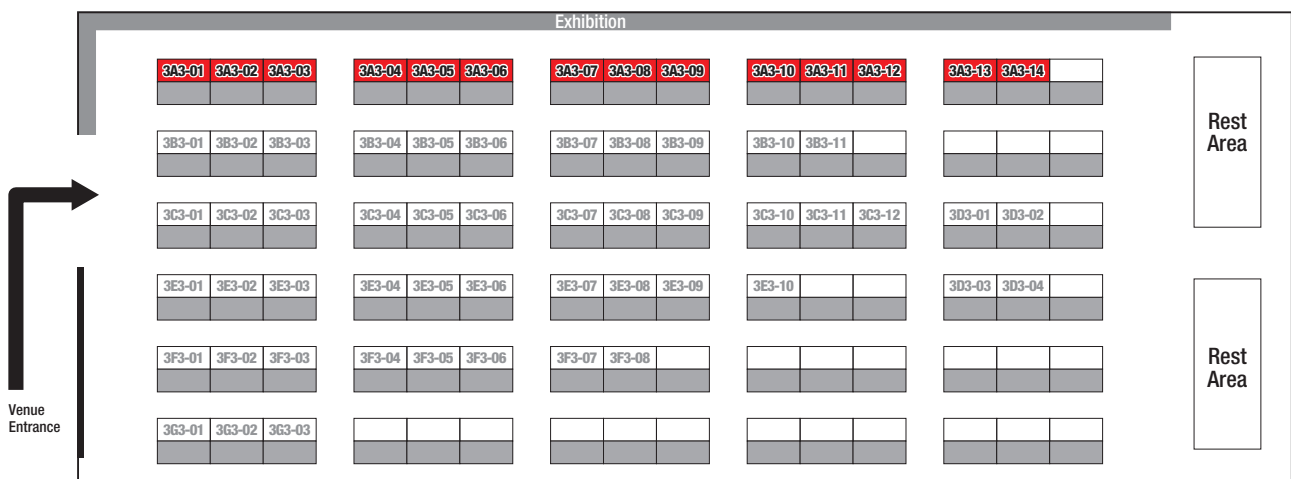 Exhibition
3A3-01 3A3-02 3A3-03 3A3-04 3A3-05 3A3-06 3A3-07 3A3-08 3A3-09 3A3-10 3A3-11 3A3-12 3A3-13 3A3-14
3B3-01 3B3-02 3B3-03 3B3-04 3B3-05 3B3-06 3B3-07 3B3-08 3B3-09 3B3-10 3B3-11
Rest
Area
3C3-01 3C3-02 3C3-03 3C3-04 3C3-05 3C3-06 3C3-07 3C3-08 3C3-09 3C3-10 3C3-11 3C3-12 3D3-01 3D3-02
3E3-01 3E3-02 3E3-03 3E3-04 3E3-05 3E3-06 3E3-07 3E3-08 3E3-09 3E3-10 3D3-03 3D3-04
3F3-01 3F3-02 3F3-03 3F3-04 3F3-05 3F3-06 3F3-07 3F3-08
Rest
Area
Venue
Entrance
3G3-01 3G3-02 3G3-03